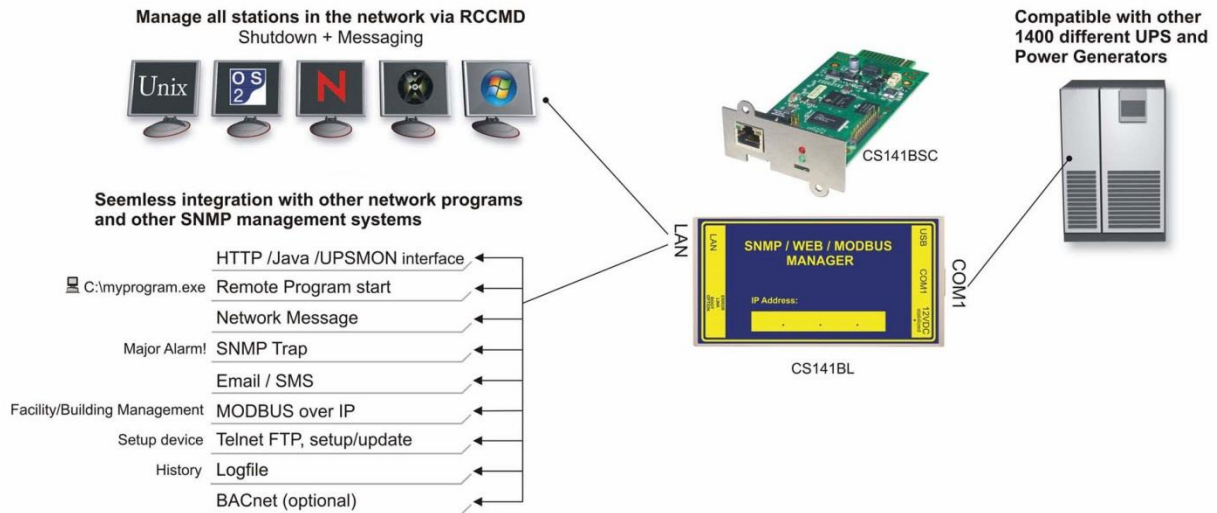 Manage all stations in the network via RCCMD
Shutdown + Messaging
Unix
OS
2
N
Compatible with other
1400 different UPS and
Power Generators
CS141BSC
Seemless integration with other network programs
and other SNMP management systems
HTTP /Java /UPSMON interface
C:\myprogram.exe Remote Program start
Network Message
Major Alarm! SNMP Trap
Email / SMS
Facility/Building Management MODBUS over IP
Setup device Telnet FTP, setup/update
History Logfile
BACnet (optional)
LAN
LAN
SNMP / WEB / MODBUS
MANAGER
IP Address:
. . .
USB
COM1
12VDC
COM1
CS141BL